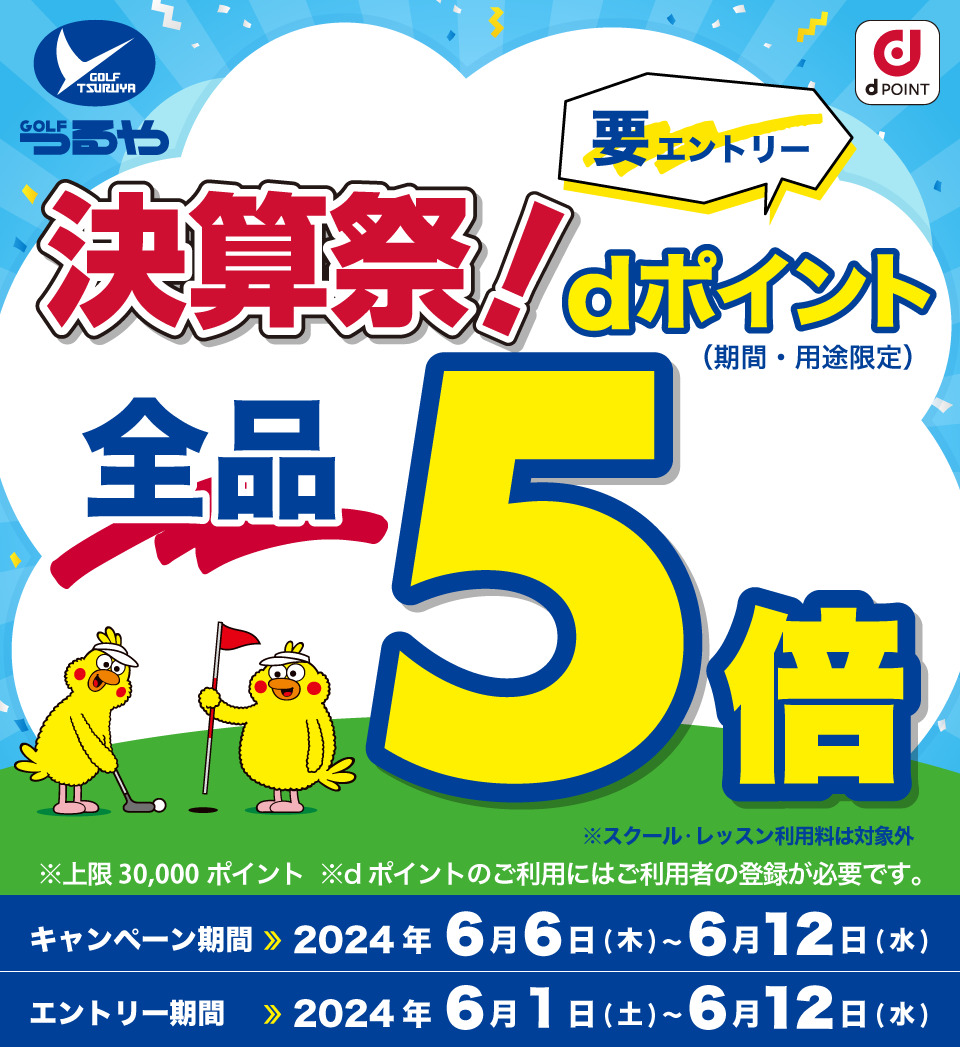 GOLF
TSURUYA
GOLF
つるや
d POINT
要エントリー
決算祭!
dポイント
(期間・用途限定)
全品
5倍
※スクール・レッスン利用料は対象外
※上限 30,000 ポイント ※d ポイントのご利用にはご利用者の登録が必要です。
キャンペーン期間 » 2024 年 6月6日(木)~6月12日(水)
エントリー期間 » 2024 年 6月1日(土)~6月12日(水)